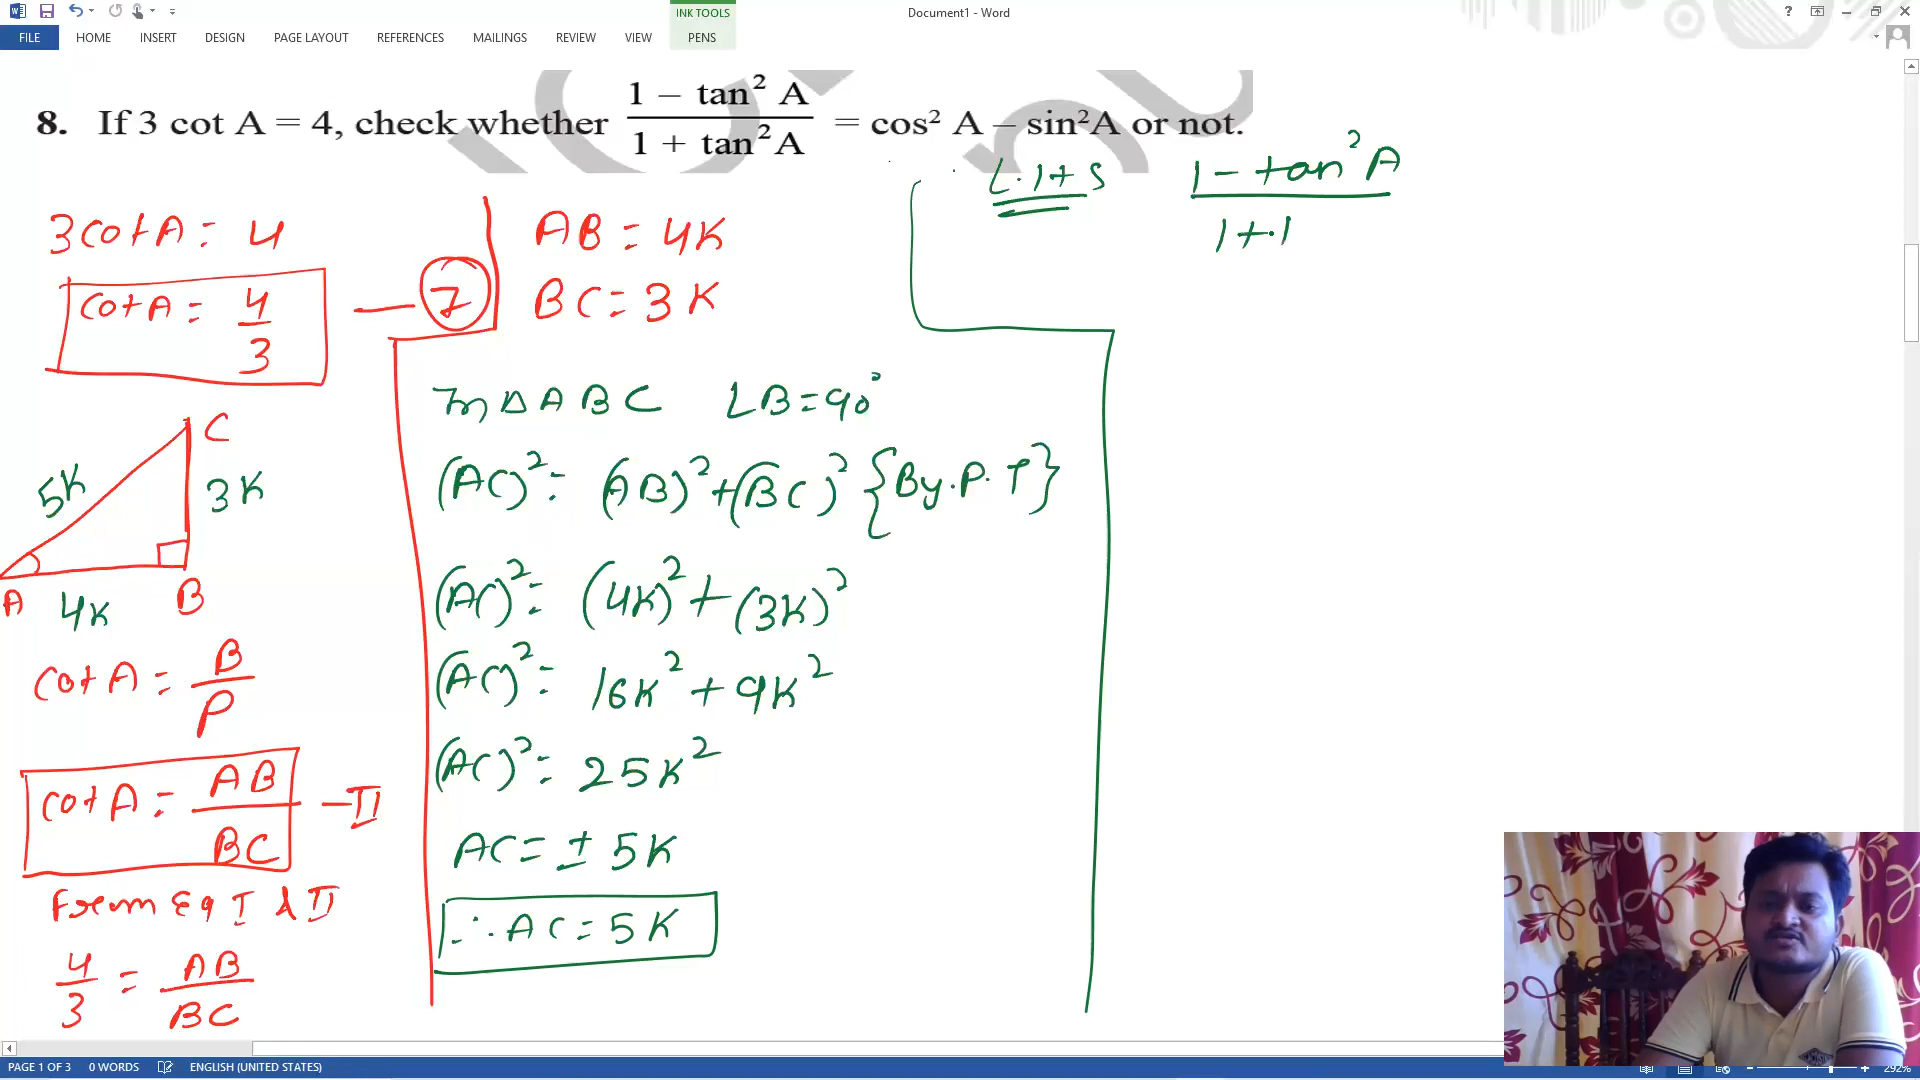 Document1 - Word
INK TOOLS
FILE HOME INSERT DESIGN PAGE LAYOUT REFERENCES MAILINGS REVIEW VIEW PENS
8. If 3 cot A = 4, check whether (1 – tan² A)/(1 + tan² A) = cos² A – sin² A or not.
3cotA = 4
cotA = 4/3 — I
C
5K
3K
A
4K
B
cotA = B/P
cotA = AB/BC — II
From Eq I & II
4/3 = AB/BC
AB = 4K
BC = 3K
In △ABC ∠B = 90°
(AC)² = (AB)² + (BC)² {By.P.T}
(AC)² = (4K)² + (3K)²
(AC)² = 16K² + 9K²
(AC)² = 25K²
AC = ± 5K
∴ AC = 5K
L.H.S
1 - tan² A
1 +
PAGE 1 OF 3 0 WORDS ENGLISH (UNITED STATES)
292%